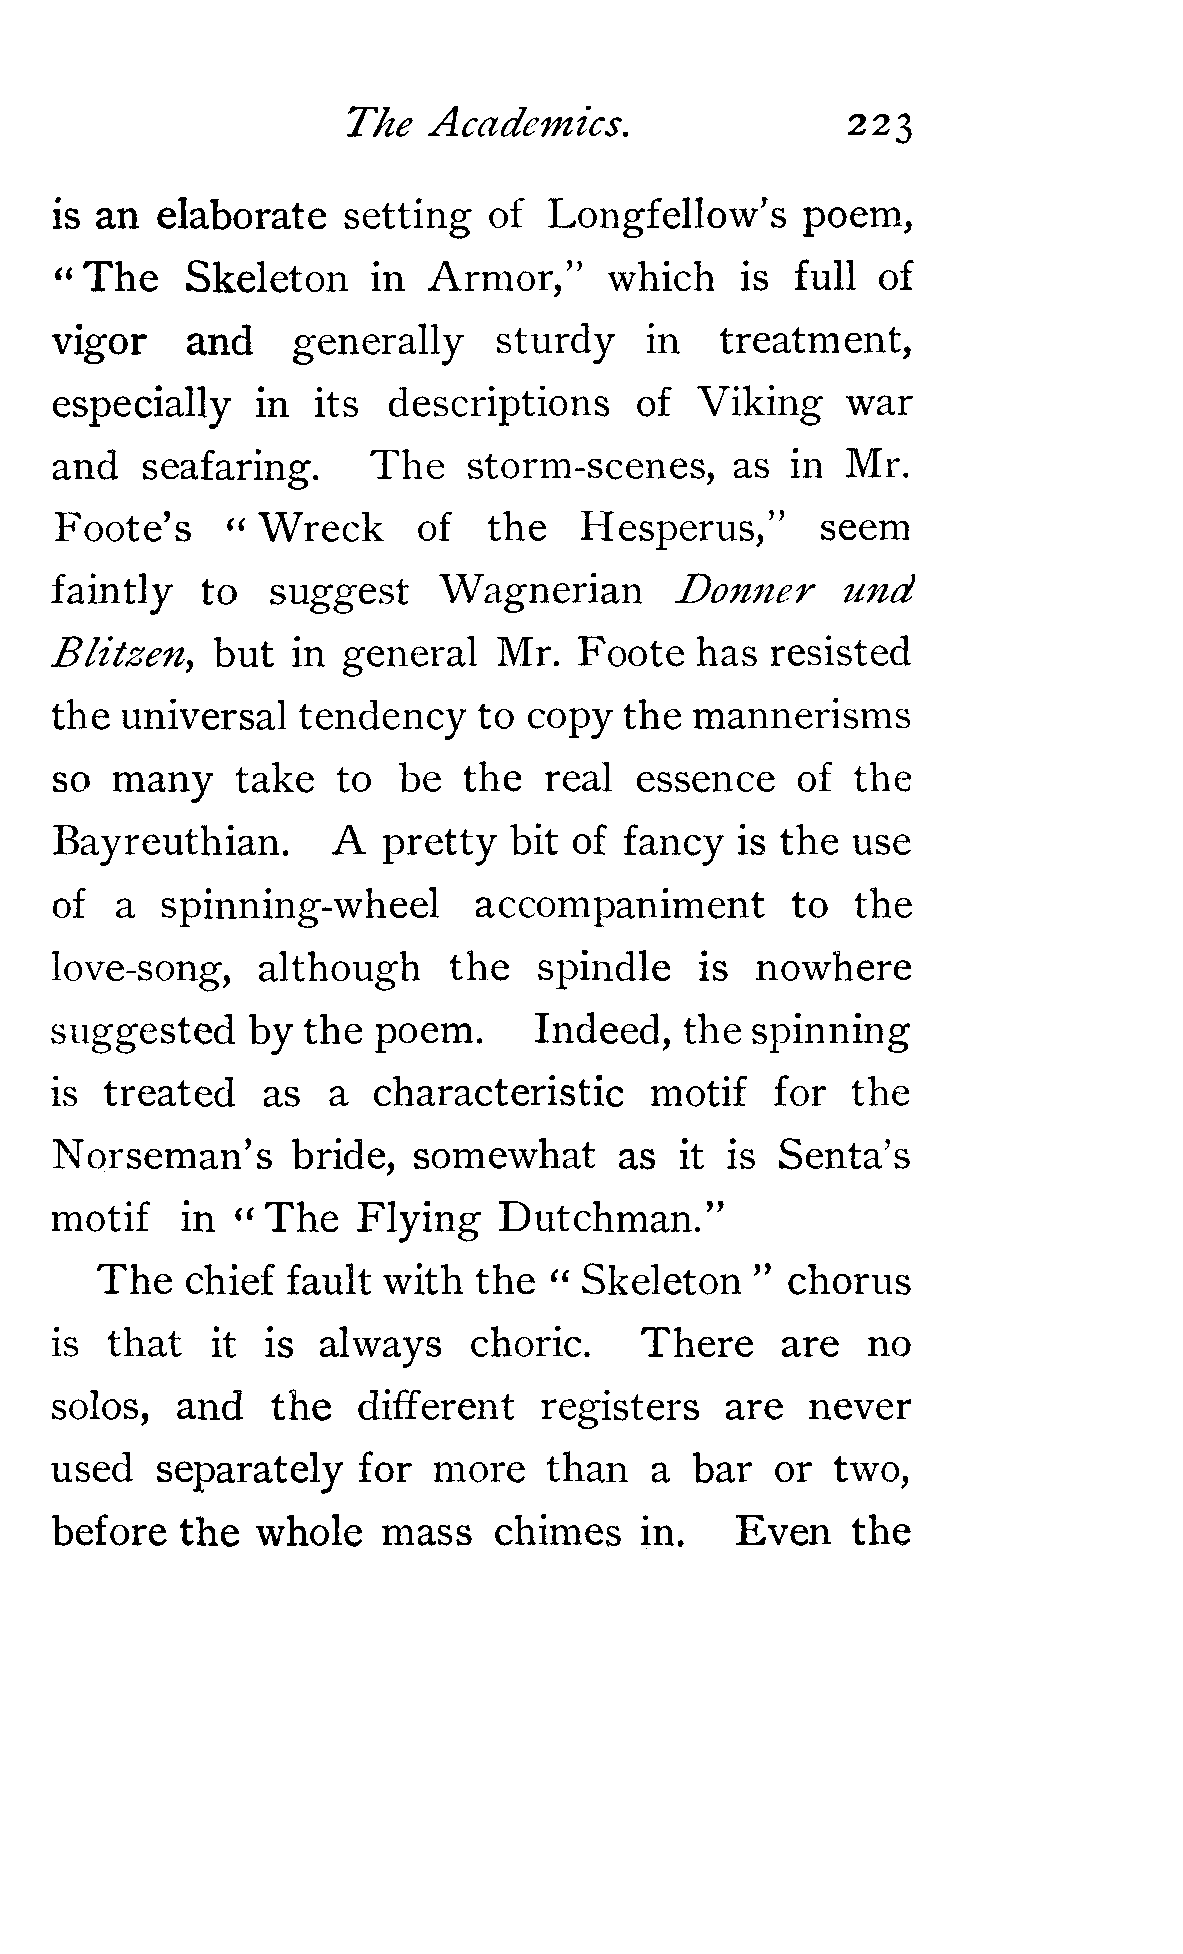 The Academics. 223
is an elaborate setting of Longfellow's poem,
"The Skeleton in Armor," which is full of
vigor and generally sturdy in treatment,
especially in its descriptions of Viking war
and seafaring. The storm-scenes, as in Mr.
Foote's "Wreck of the Hesperus," seem
faintly to suggest Wagnerian Donner und
Blitzen, but in general Mr. Foote has resisted
the universal tendency to copy the mannerisms
so many take to be the real essence of the
Bayreuthian. A pretty bit of fancy is the use
of a spinning-wheel accompaniment to the
love-song, although the spindle is nowhere
suggested by the poem. Indeed, the spinning
is treated as a characteristic motif for the
Norseman's bride, somewhat as it is Senta's
motif in "The Flying Dutchman."
The chief fault with the "Skeleton" chorus
is that it is always choric. There are no
solos, and the different registers are never
used separately for more than a bar or two,
before the whole mass chimes in. Even the